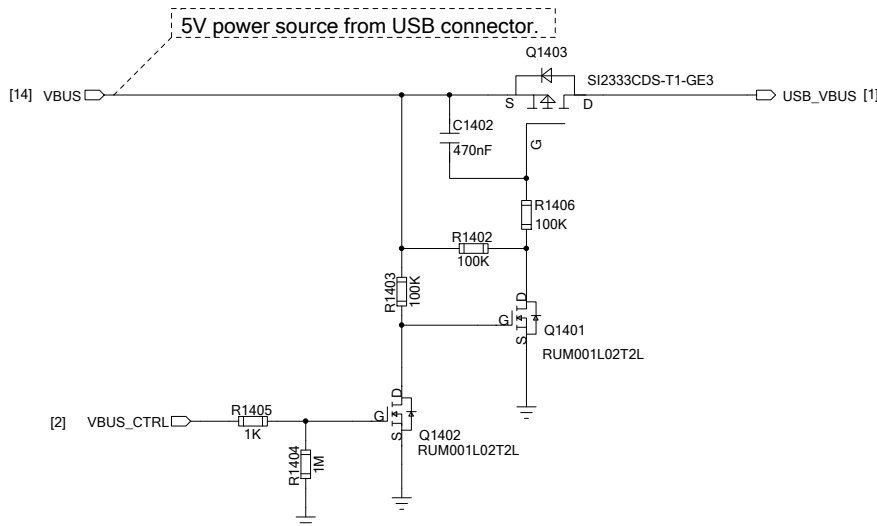 5V power source from USB connector.
Q1403
SI2333CDS-T1-GE3
[14] VBUS
S
D
USB_VBUS [1]
C1402
470nF
G
R1406
100K
R1402
100K
R1403
100K
D
G
S
Q1401
RUM001L02T2L
[2] VBUS_CTRL
R1405
1K
D
G
S
Q1402
RUM001L02T2L
R1404
1M